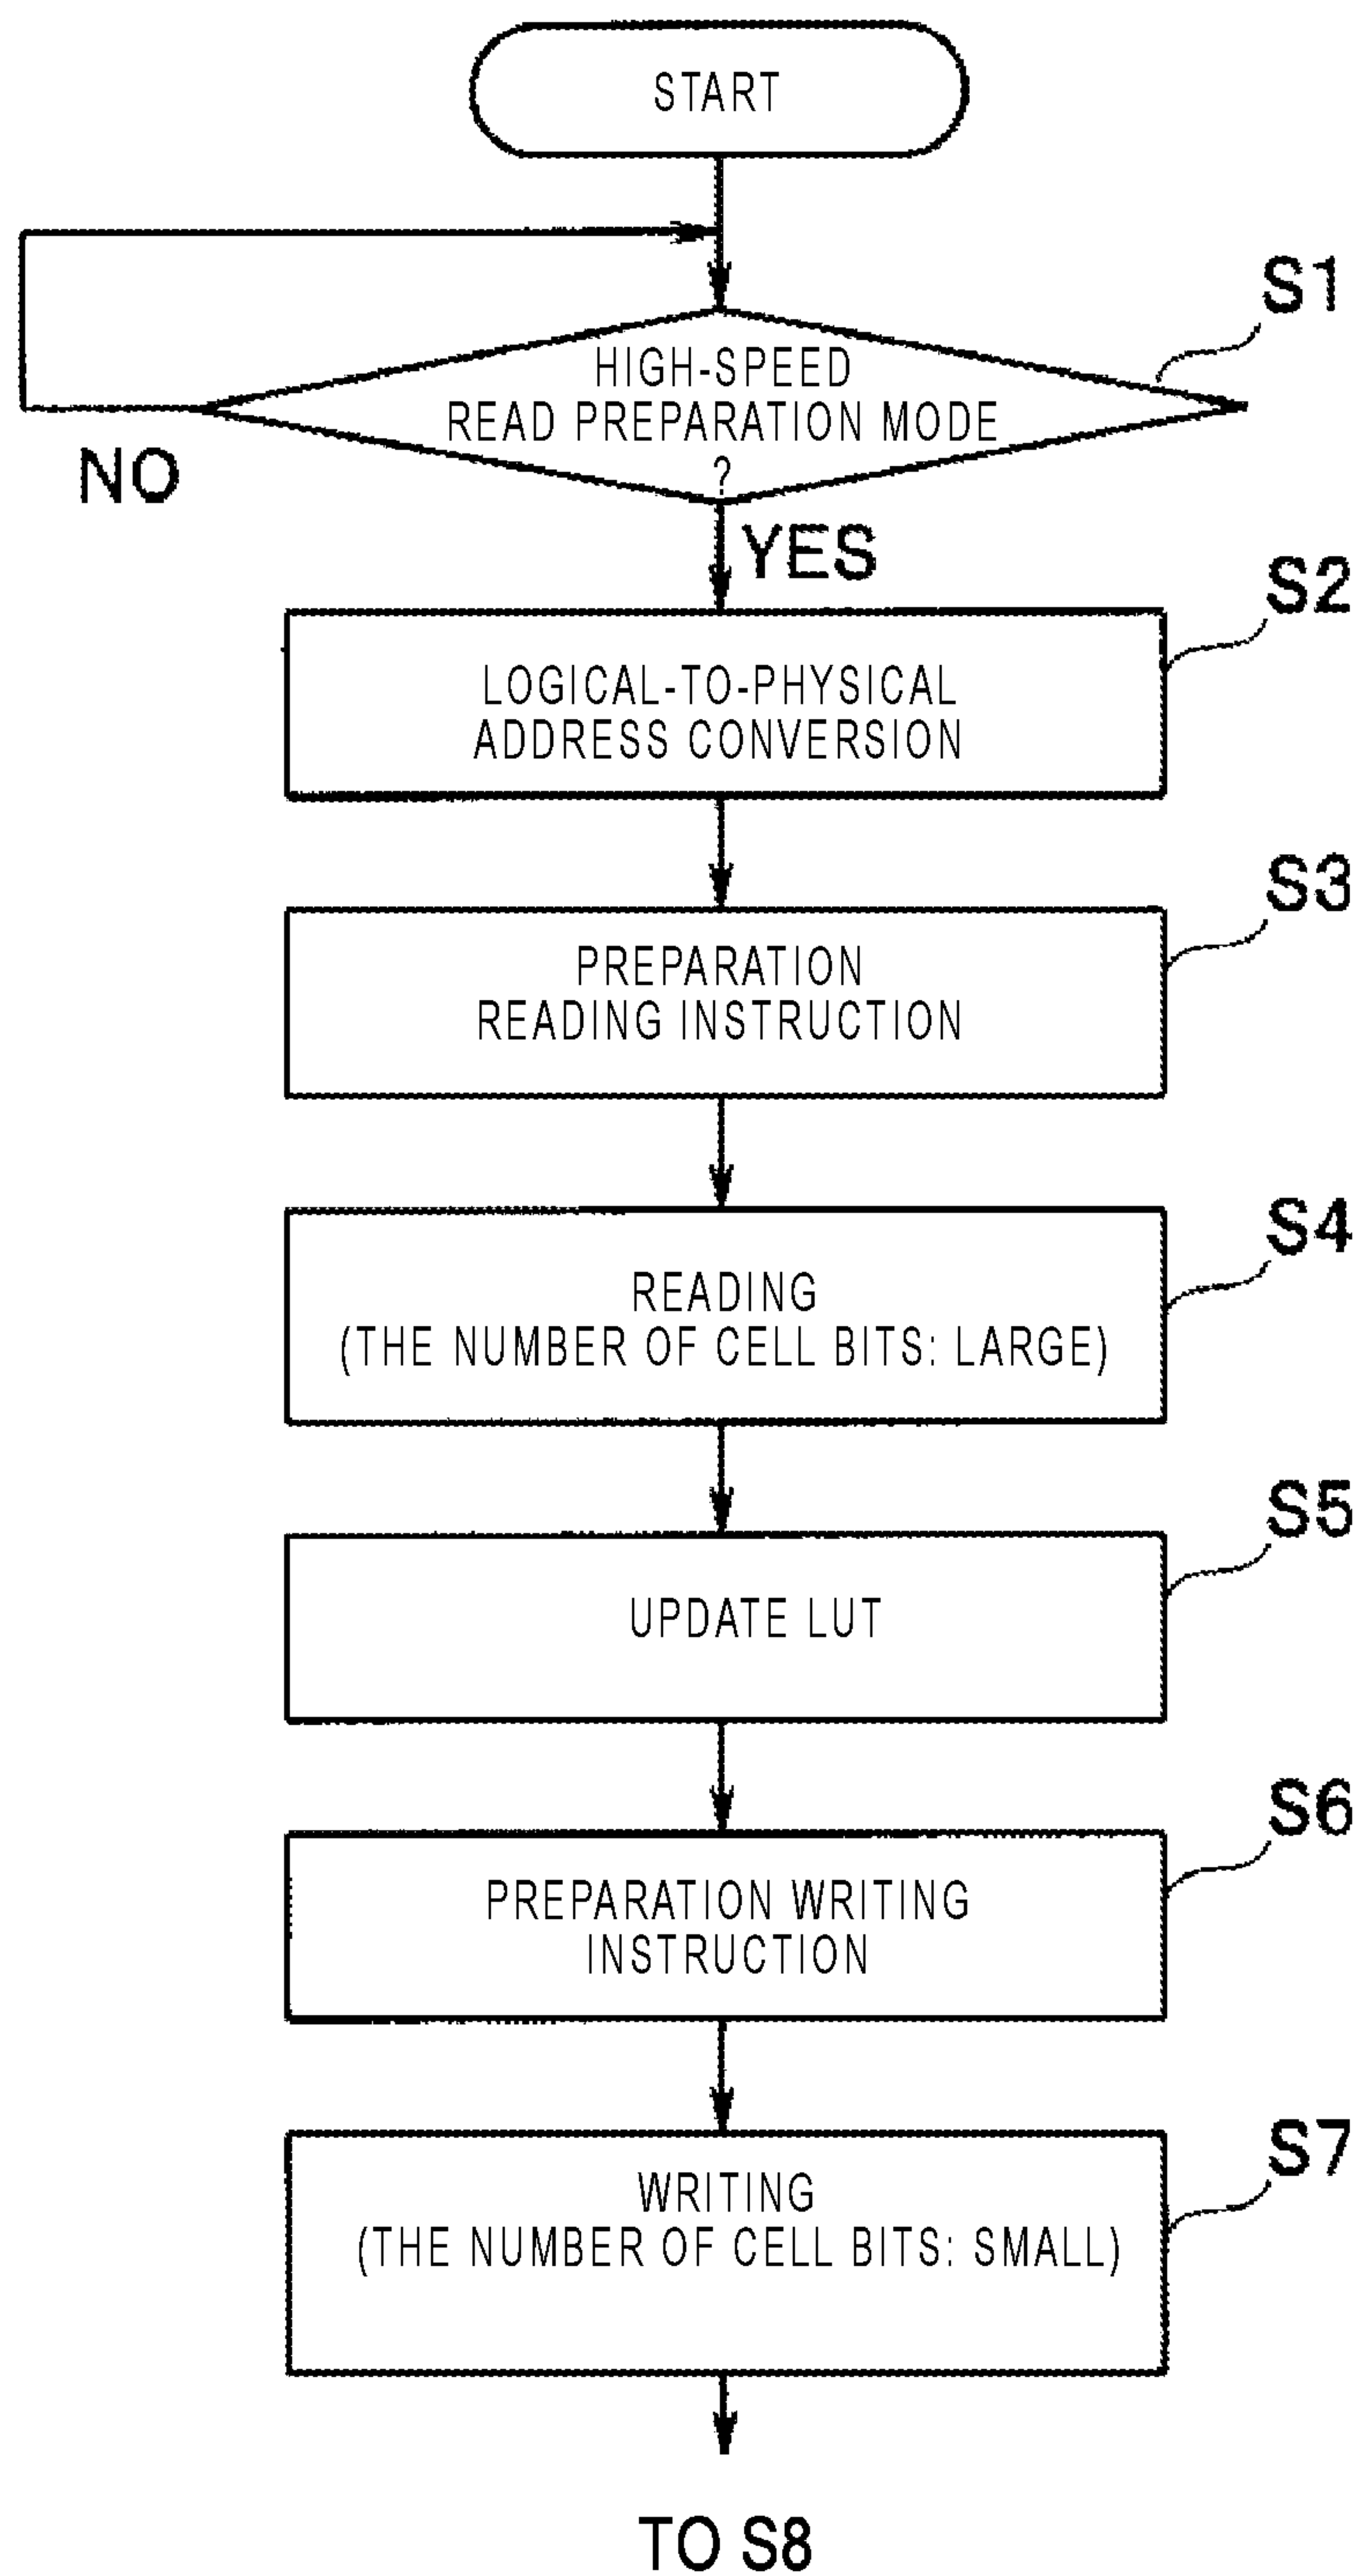 START
S1
HIGH-SPEED
READ PREPARATION MODE
?
NO
YES
S2
LOGICAL-TO-PHYSICAL
ADDRESS CONVERSION
S3
PREPARATION
READING INSTRUCTION
S4
READING
(THE NUMBER OF CELL BITS: LARGE)
S5
UPDATE LUT
S6
PREPARATION WRITING
INSTRUCTION
S7
WRITING
(THE NUMBER OF CELL BITS: SMALL)
TO S8